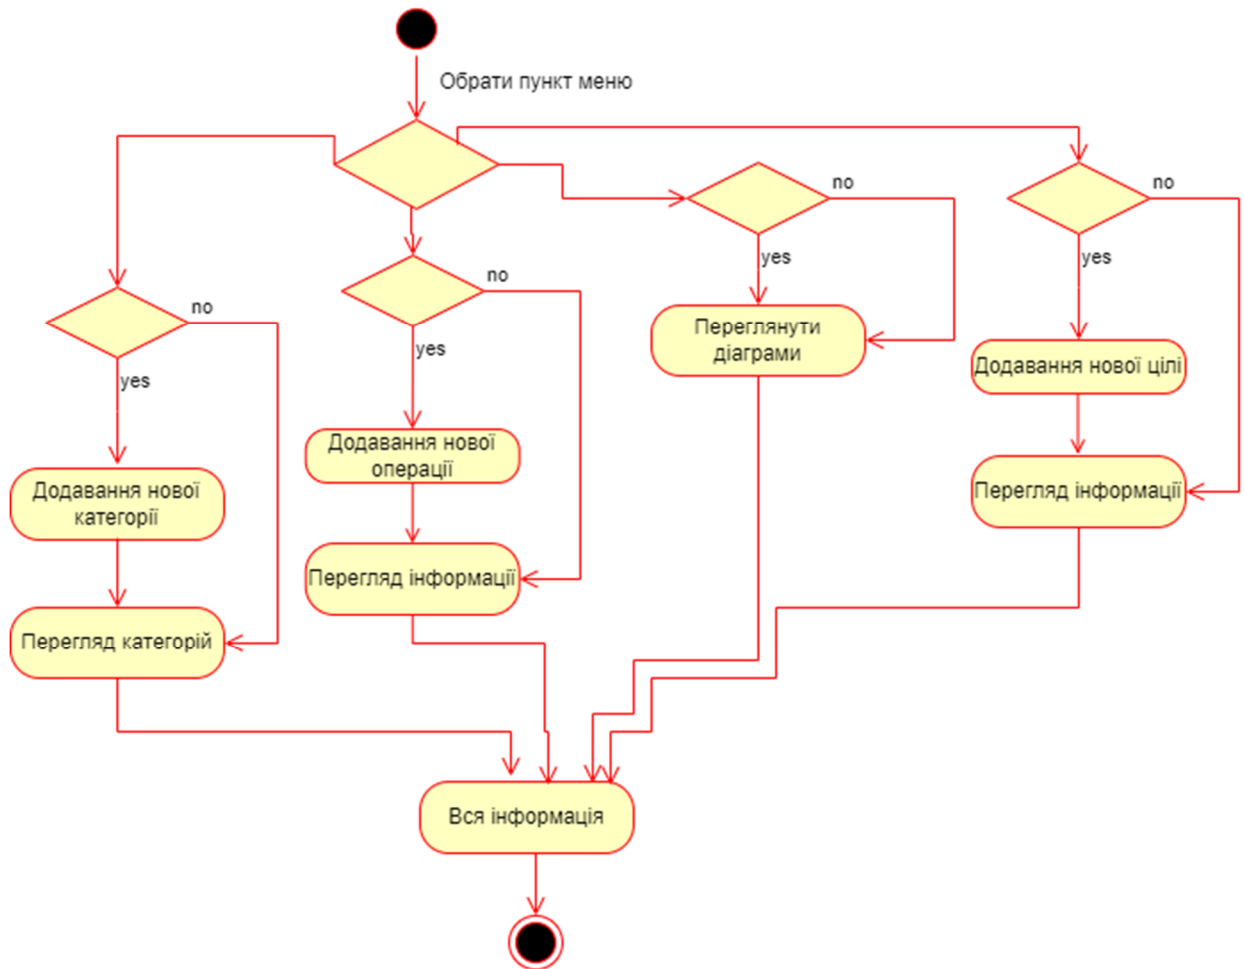 Обрати пункт меню
no
yes
Додавання нової
категорії
Перегляд категорій
no
yes
Додавання нової
операції
Перегляд інформації
no
yes
Переглянути
діаграми
no
yes
Додавання нової цілі
Перегляд інформації
Вся інформація